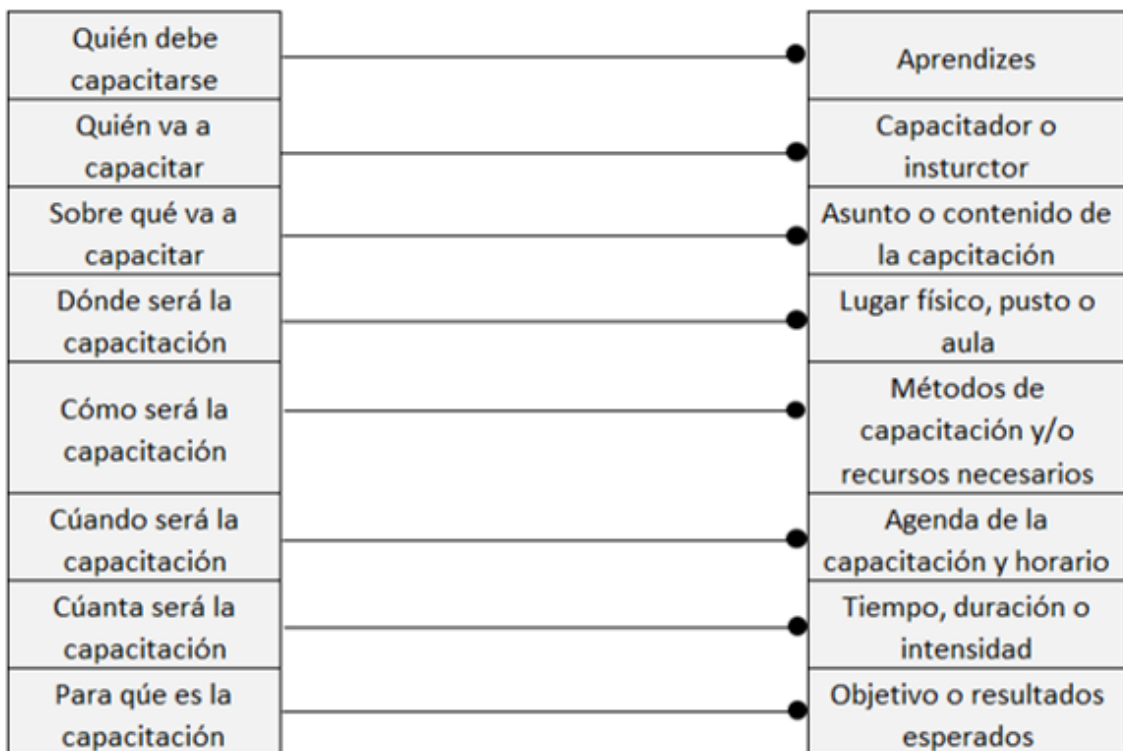 Quién debe
capacitarse
Aprendizes
Quién va a
capacitar
Capacitador o
insturctor
Sobre qué va a
capacitar
Asunto o contenido de
la capcitación
Dónde será la
capacitación
Lugar físico, pusto o
aula
Cómo será la
capacitación
Métodos de
capacitación y/o
recursos necesarios
Cúando será la
capacitación
Agenda de la
capacitación y horario
Cúanta será la
capacitación
Tiempo, duración o
intensidad
Para qúe es la
capacitación
Objetivo o resultados
esperados